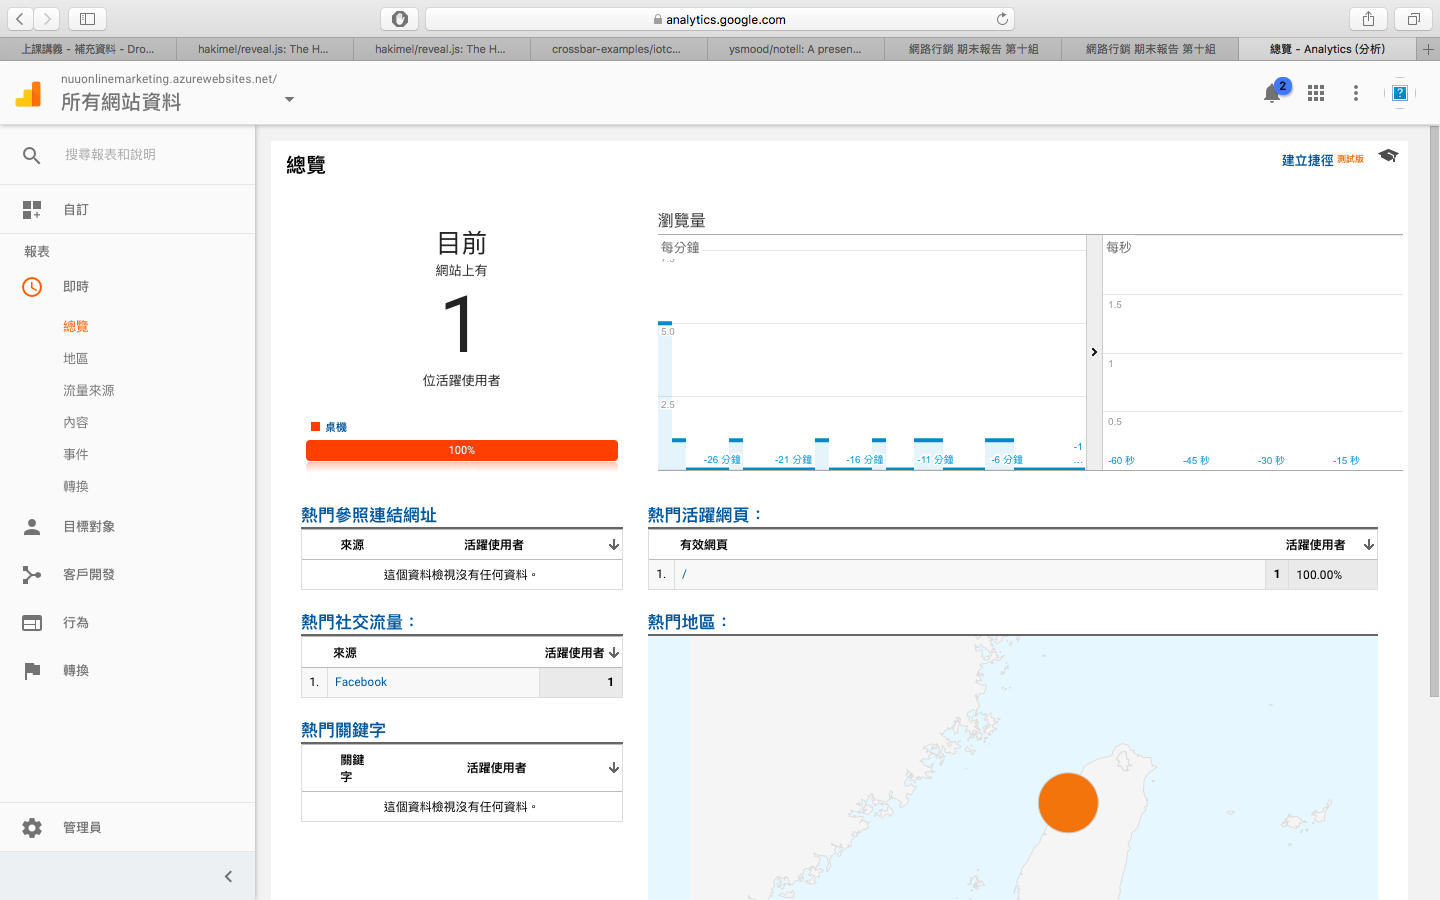 analytics.google.com
上課講義 - 補充資料 - Dro...
hakimel/reveal.js: The H...
hakimel/reveal.js: The H...
crossbar-examples/iotc...
ysmood/notell: A presen...
網路行銷 期末報告 第十組
網路行銷 期末報告 第十組
總覽 - Analytics (分析)
nuuonlinemarketing.azurewebsites.net/
所有網站資料
2
搜尋報表和說明
自訂
報表
即時
總覽
地區
流量來源
內容
事件
轉換
目標對象
客戶開發
行為
轉換
管理員
總覽
建立捷徑 測試版
目前
網站上有
1
位活躍使用者
桌機
100%
瀏覽量
每分鐘
7.5
5.0
2.5
-26 分鐘
-21 分鐘
-16 分鐘
-11 分鐘
-6 分鐘
-1
...
每秒
1.5
1
0.5
-60 秒
-45 秒
-30 秒
-15 秒
熱門參照連結網址
來源 活躍使用者
這個資料檢視沒有任何資料。
熱門活躍網頁：
有效網頁 活躍使用者
1. / 1 100.00%
熱門社交流量：
來源 活躍使用者
1. Facebook 1
熱門關鍵字
關鍵
字
活躍使用者
這個資料檢視沒有任何資料。
熱門地區：